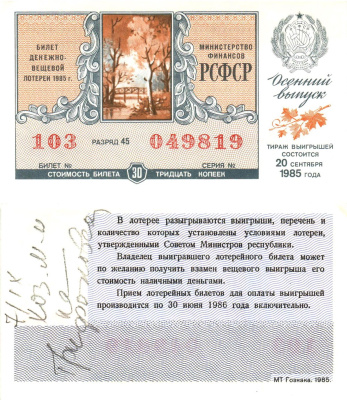 БИЛЕТ
ДЕНЕЖНО-
ВЕЩЕВОЙ
ЛОТЕРЕИ 1985 г.
МИНИСТЕРСТВО
ФИНАНСОВ
РСФСР
Осенний
выпуск
103 РАЗРЯД 45 049819
БИЛЕТ № СЕРИЯ №
СТОИМОСТЬ БИЛЕТА 30 ТРИДЦАТЬ КОПЕЕК
ТИРАЖ ВЫИГРЫШЕЙ
СОСТОИТСЯ
20 СЕНТЯБРЯ
1985 ГОДА
В лотерее разыгрываются выигрыши, перечень и
количество которых установлены условиями лотереи,
утвержденными Советом Министров республики.
Владелец выигравшего лотерейного билета может
по желанию получить взамен вещевого выигрыша его
стоимость наличными деньгами.
Прием лотерейных билетов для оплаты выигрышей
производится по 30 июня 1986 года включительно.
МТ Гознака. 1985.
7/IX